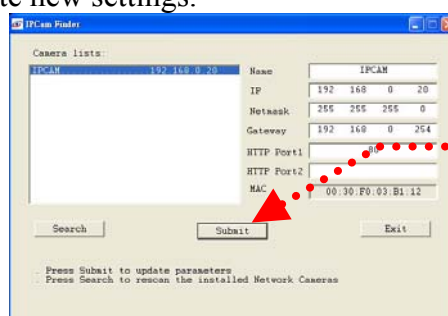 te new settings.
IPCam Finder
Camera lists:
IPCAM 192.168.0.20
Name IPCAM
IP 192 168 0 20
Netmask 255 255 255 0
Gateway 192 168 0 254
HTTP Port1 80
HTTP Port2
MAC 00:30:F0:03:B1:12
Search Submit Exit
. Press Submit to update parameters
. Press Search to rescan the installed Network Cameras